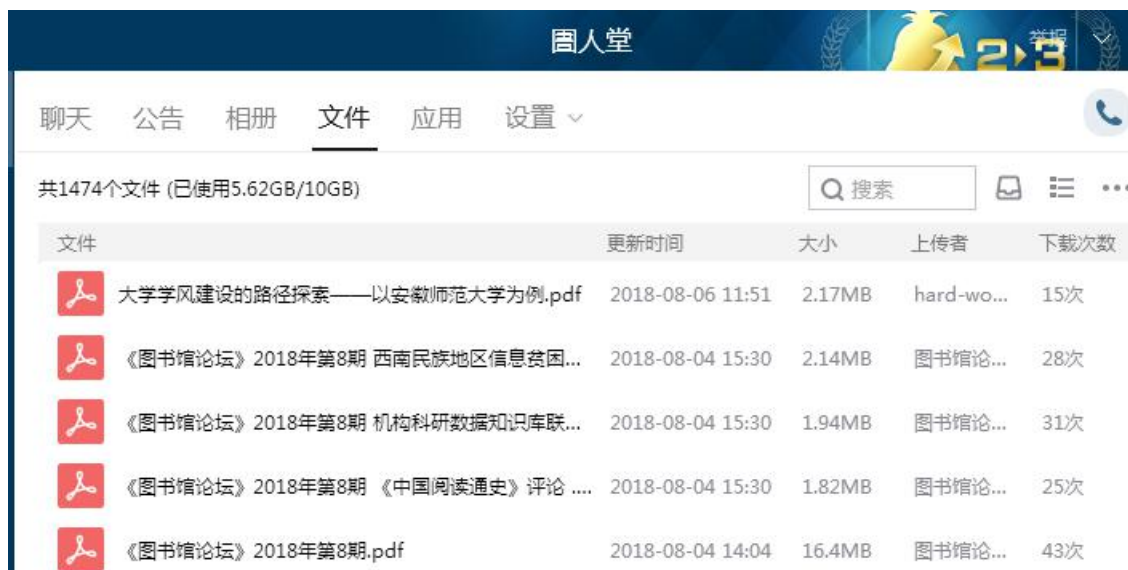 圕人堂
2 3 举报
聊天 公告 相册 文件 应用 设置
共1474个文件 (已使用5.62GB/10GB) 搜索
文件 更新时间 大小 上传者 下载次数
大学学风建设的路径探索——以安徽师范大学为例.pdf 2018-08-06 11:51 2.17MB hard-wo... 15次
《图书馆论坛》2018年第8期 西南民族地区信息贫困... 2018-08-04 15:30 2.14MB 图书馆论... 28次
《图书馆论坛》2018年第8期 机构科研数据知识库联... 2018-08-04 15:30 1.94MB 图书馆论... 31次
《图书馆论坛》2018年第8期 《中国阅读通史》评论 .... 2018-08-04 15:30 1.82MB 图书馆论... 25次
《图书馆论坛》2018年第8期.pdf 2018-08-04 14:04 16.4MB 图书馆论... 43次